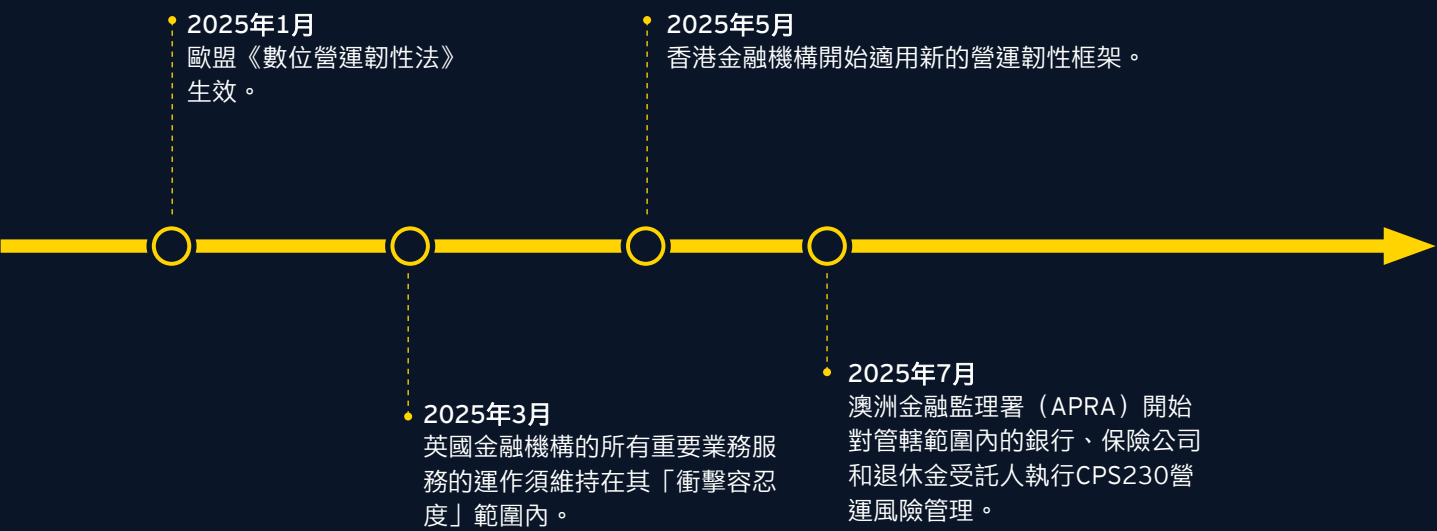 2025年1月
歐盟《數位營運韌性法》
生效。
2025年5月
香港金融機構開始適用新的營運韌性框架。
2025年3月
英國金融機構的所有重要業務服
務的運作須維持在其「衝擊容忍
度」範圍內。
2025年7月
澳洲金融監理署（APRA）開始
對管轄範圍內的銀行、保險公司
和退休金受託人執行CPS230營
運風險管理。